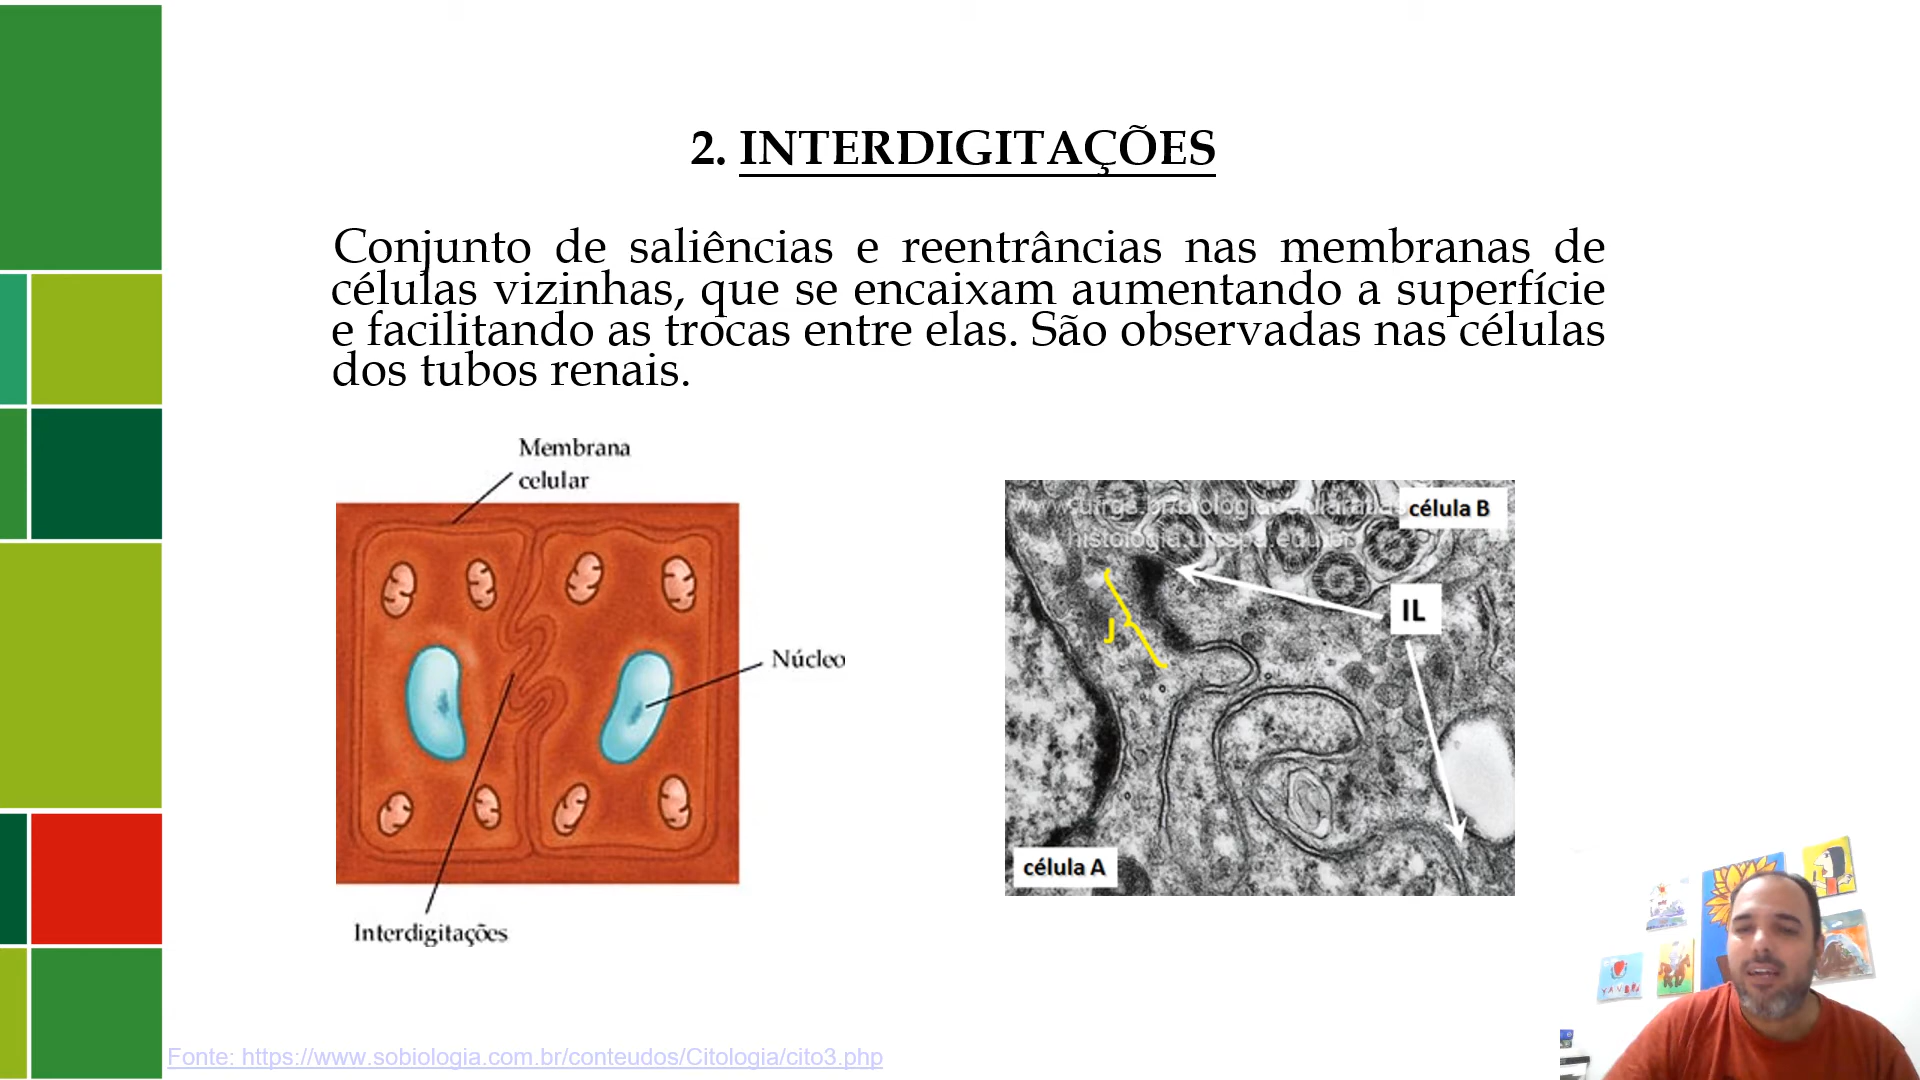 2. INTERDIGITAÇÕES
Conjunto de saliências e reentrâncias nas membranas de
células vizinhas, que se encaixam aumentando a superfície
e facilitando as trocas entre elas. São observadas nas células
dos tubos renais.
Membrana
celular
Núcleo
Interdigitações
célula B
IL
J
célula A
YAVBRA
Fonte: https://www.sobiologia.com.br/conteudos/Citologia/cito3.php